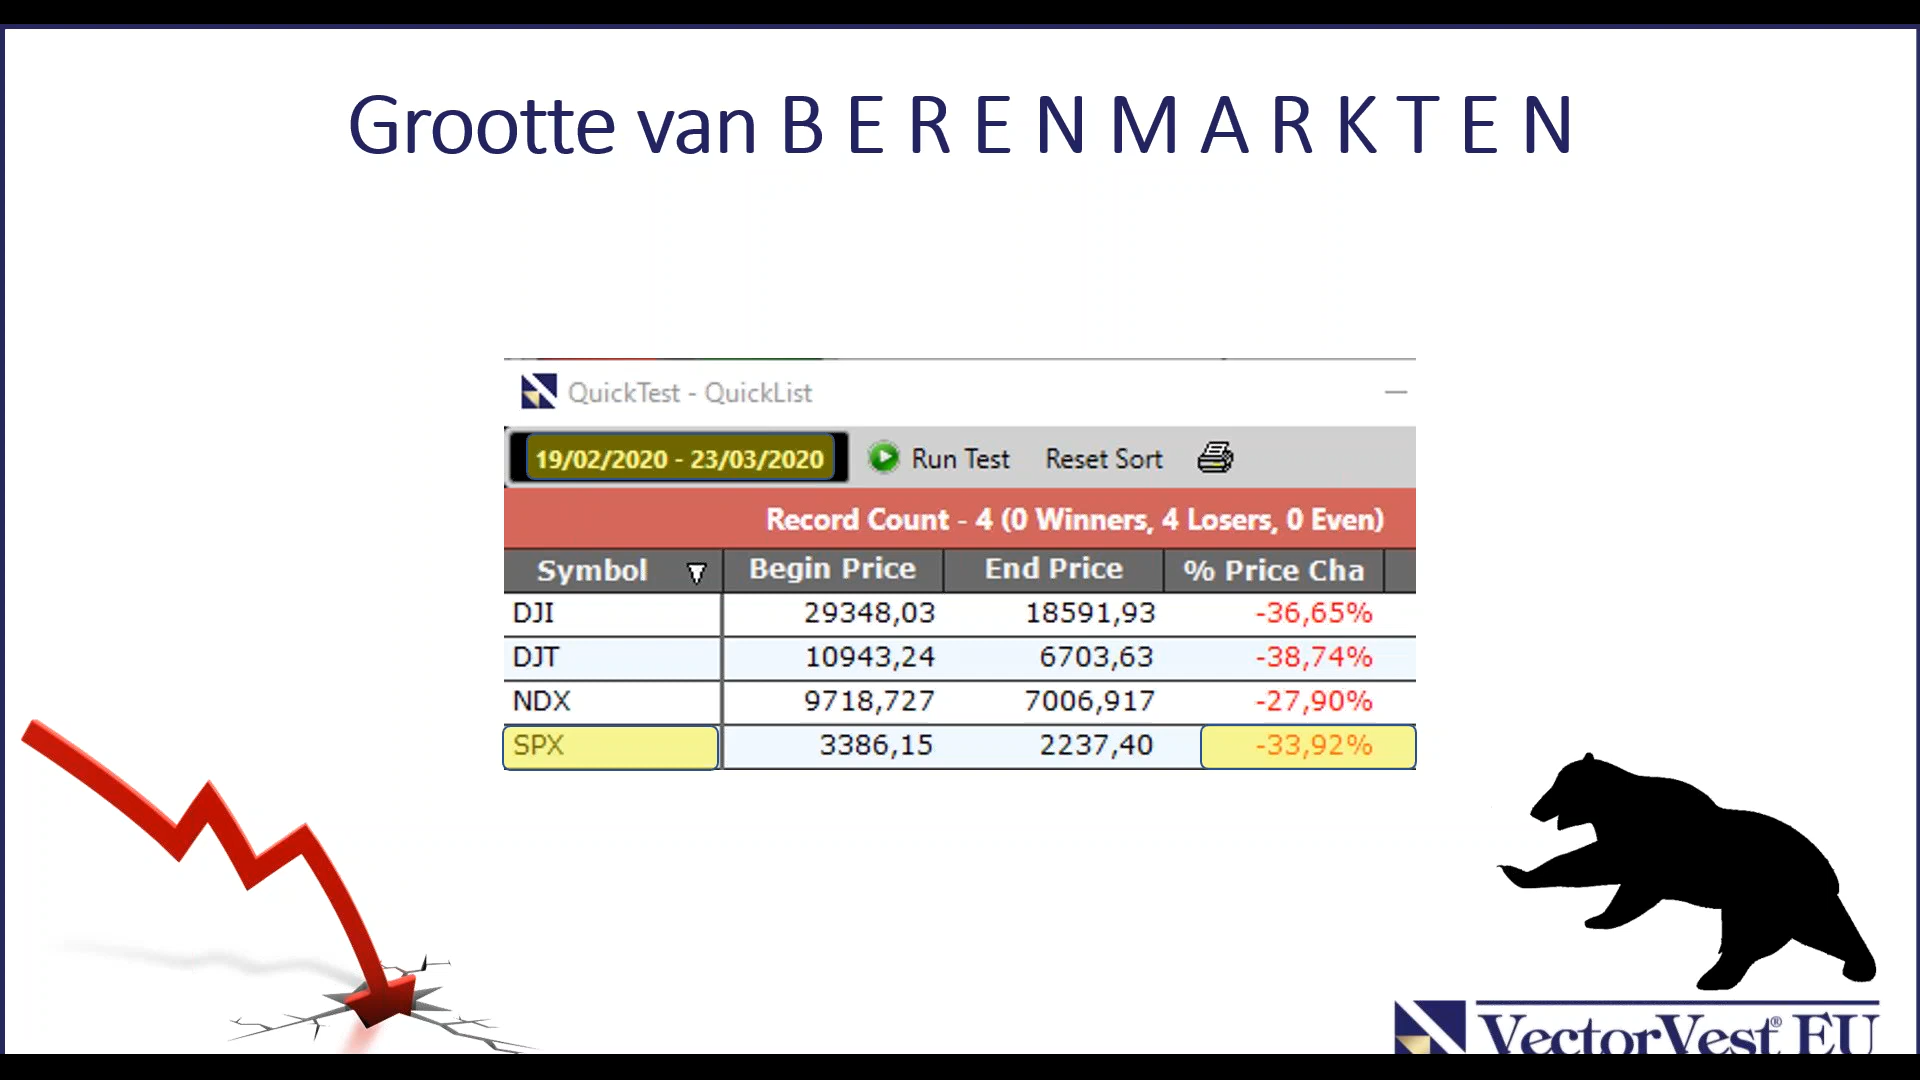 Grootte van B E R E N M A R K T E N
QuickTest - QuickList
19/02/2020 - 23/03/2020 Run Test Reset Sort
Record Count - 4 (0 Winners, 4 Losers, 0 Even)
Symbol Begin Price End Price % Price Cha
DJI 29348,03 18591,93 -36,65%
DJT 10943,24 6703,63 -38,74%
NDX 9718,727 7006,917 -27,90%
SPX 3386,15 2237,40 -33,92%
VectorVest® EU